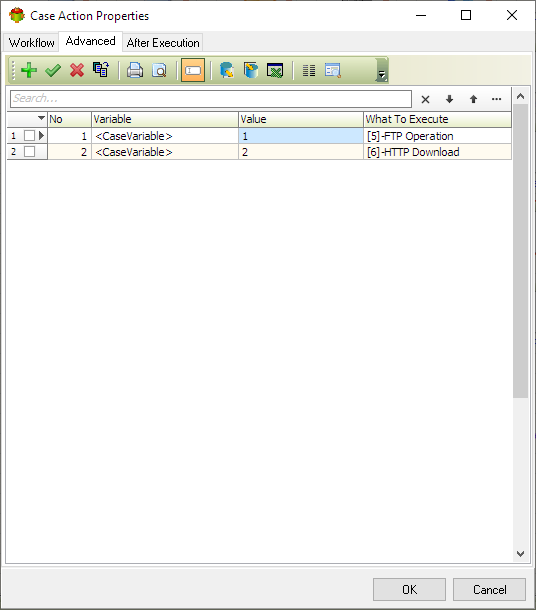 Case Action Properties
Workflow Advanced After Execution
Search...
No Variable Value What To Execute
1 1 <CaseVariable> 1 [5]-FTP Operation
2 2 <CaseVariable> 2 [6]-HTTP Download
OK Cancel